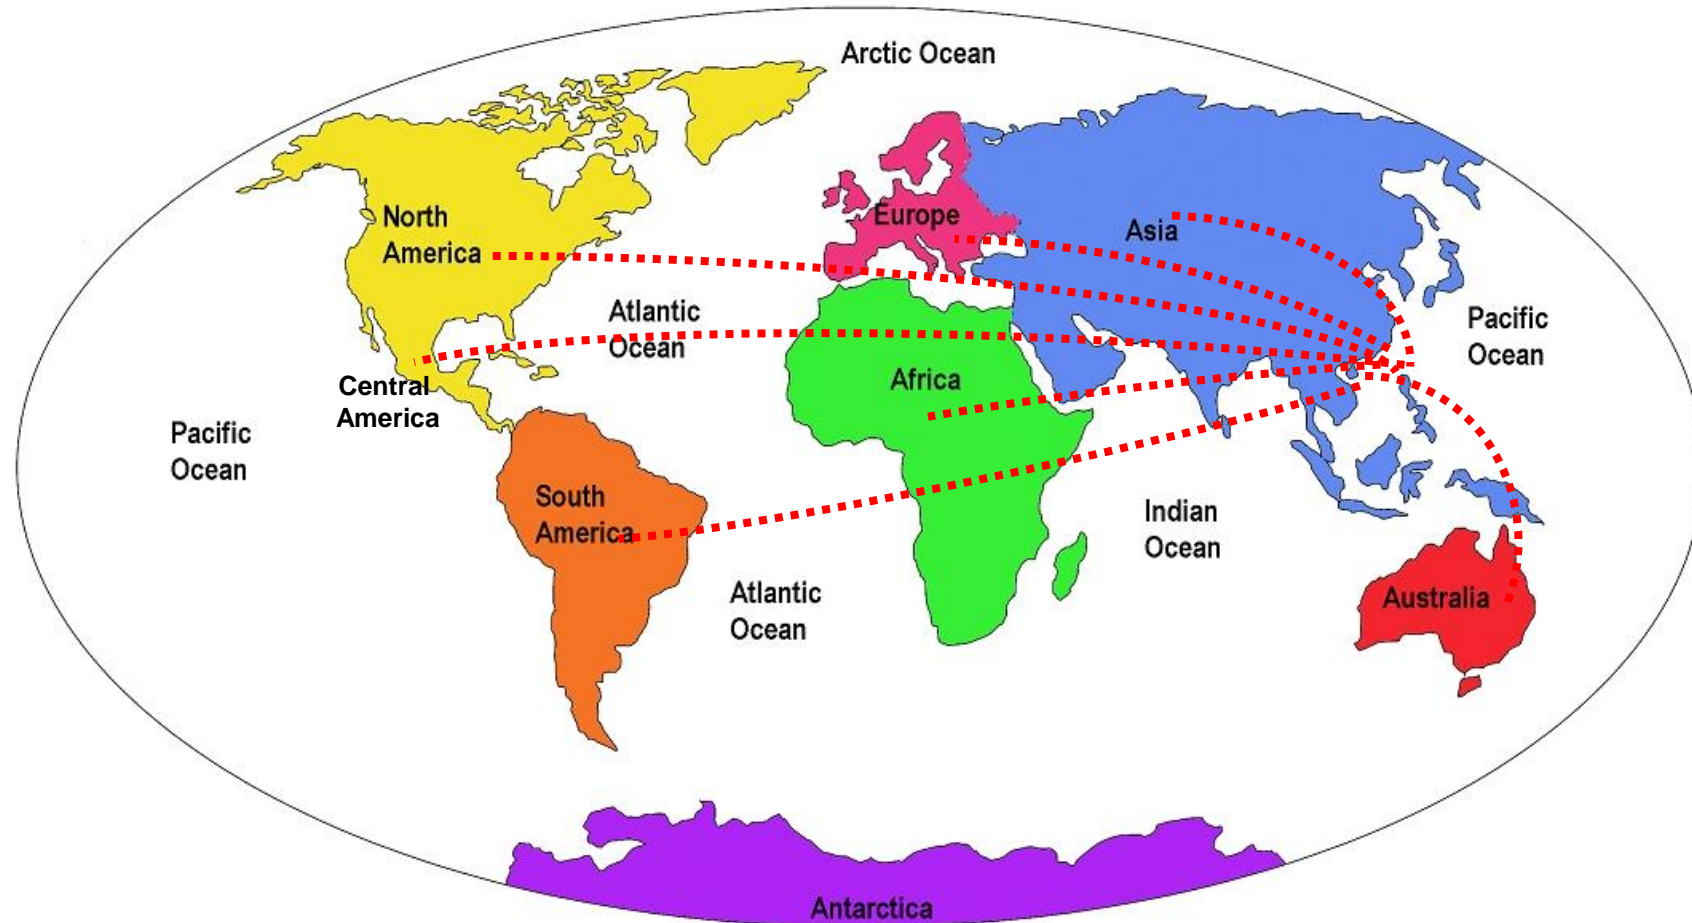 Arctic Ocean
North
America
Europe
Asia
Atlantic
Ocean
Pacific
Ocean
Central
America
Africa
Pacific
Ocean
South
America
Indian
Ocean
Atlantic
Ocean
Australia
Antarctica